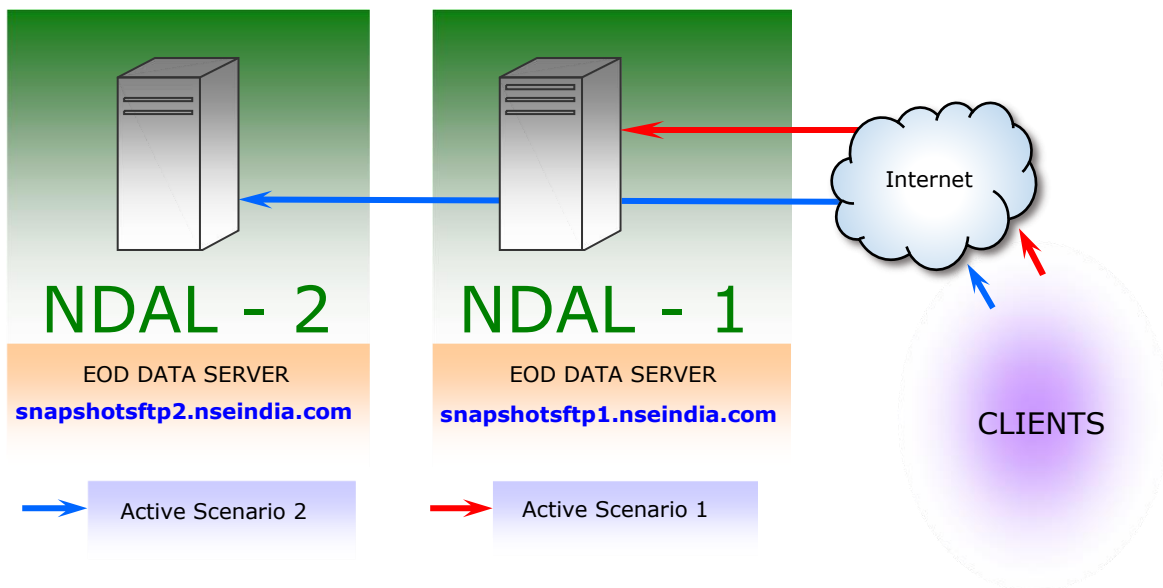 Internet
NDAL - 2
NDAL - 1
EOD DATA SERVER
snapshotsftp2.nseindia.com
EOD DATA SERVER
snapshotsftp1.nseindia.com
CLIENTS
Active Scenario 2
Active Scenario 1